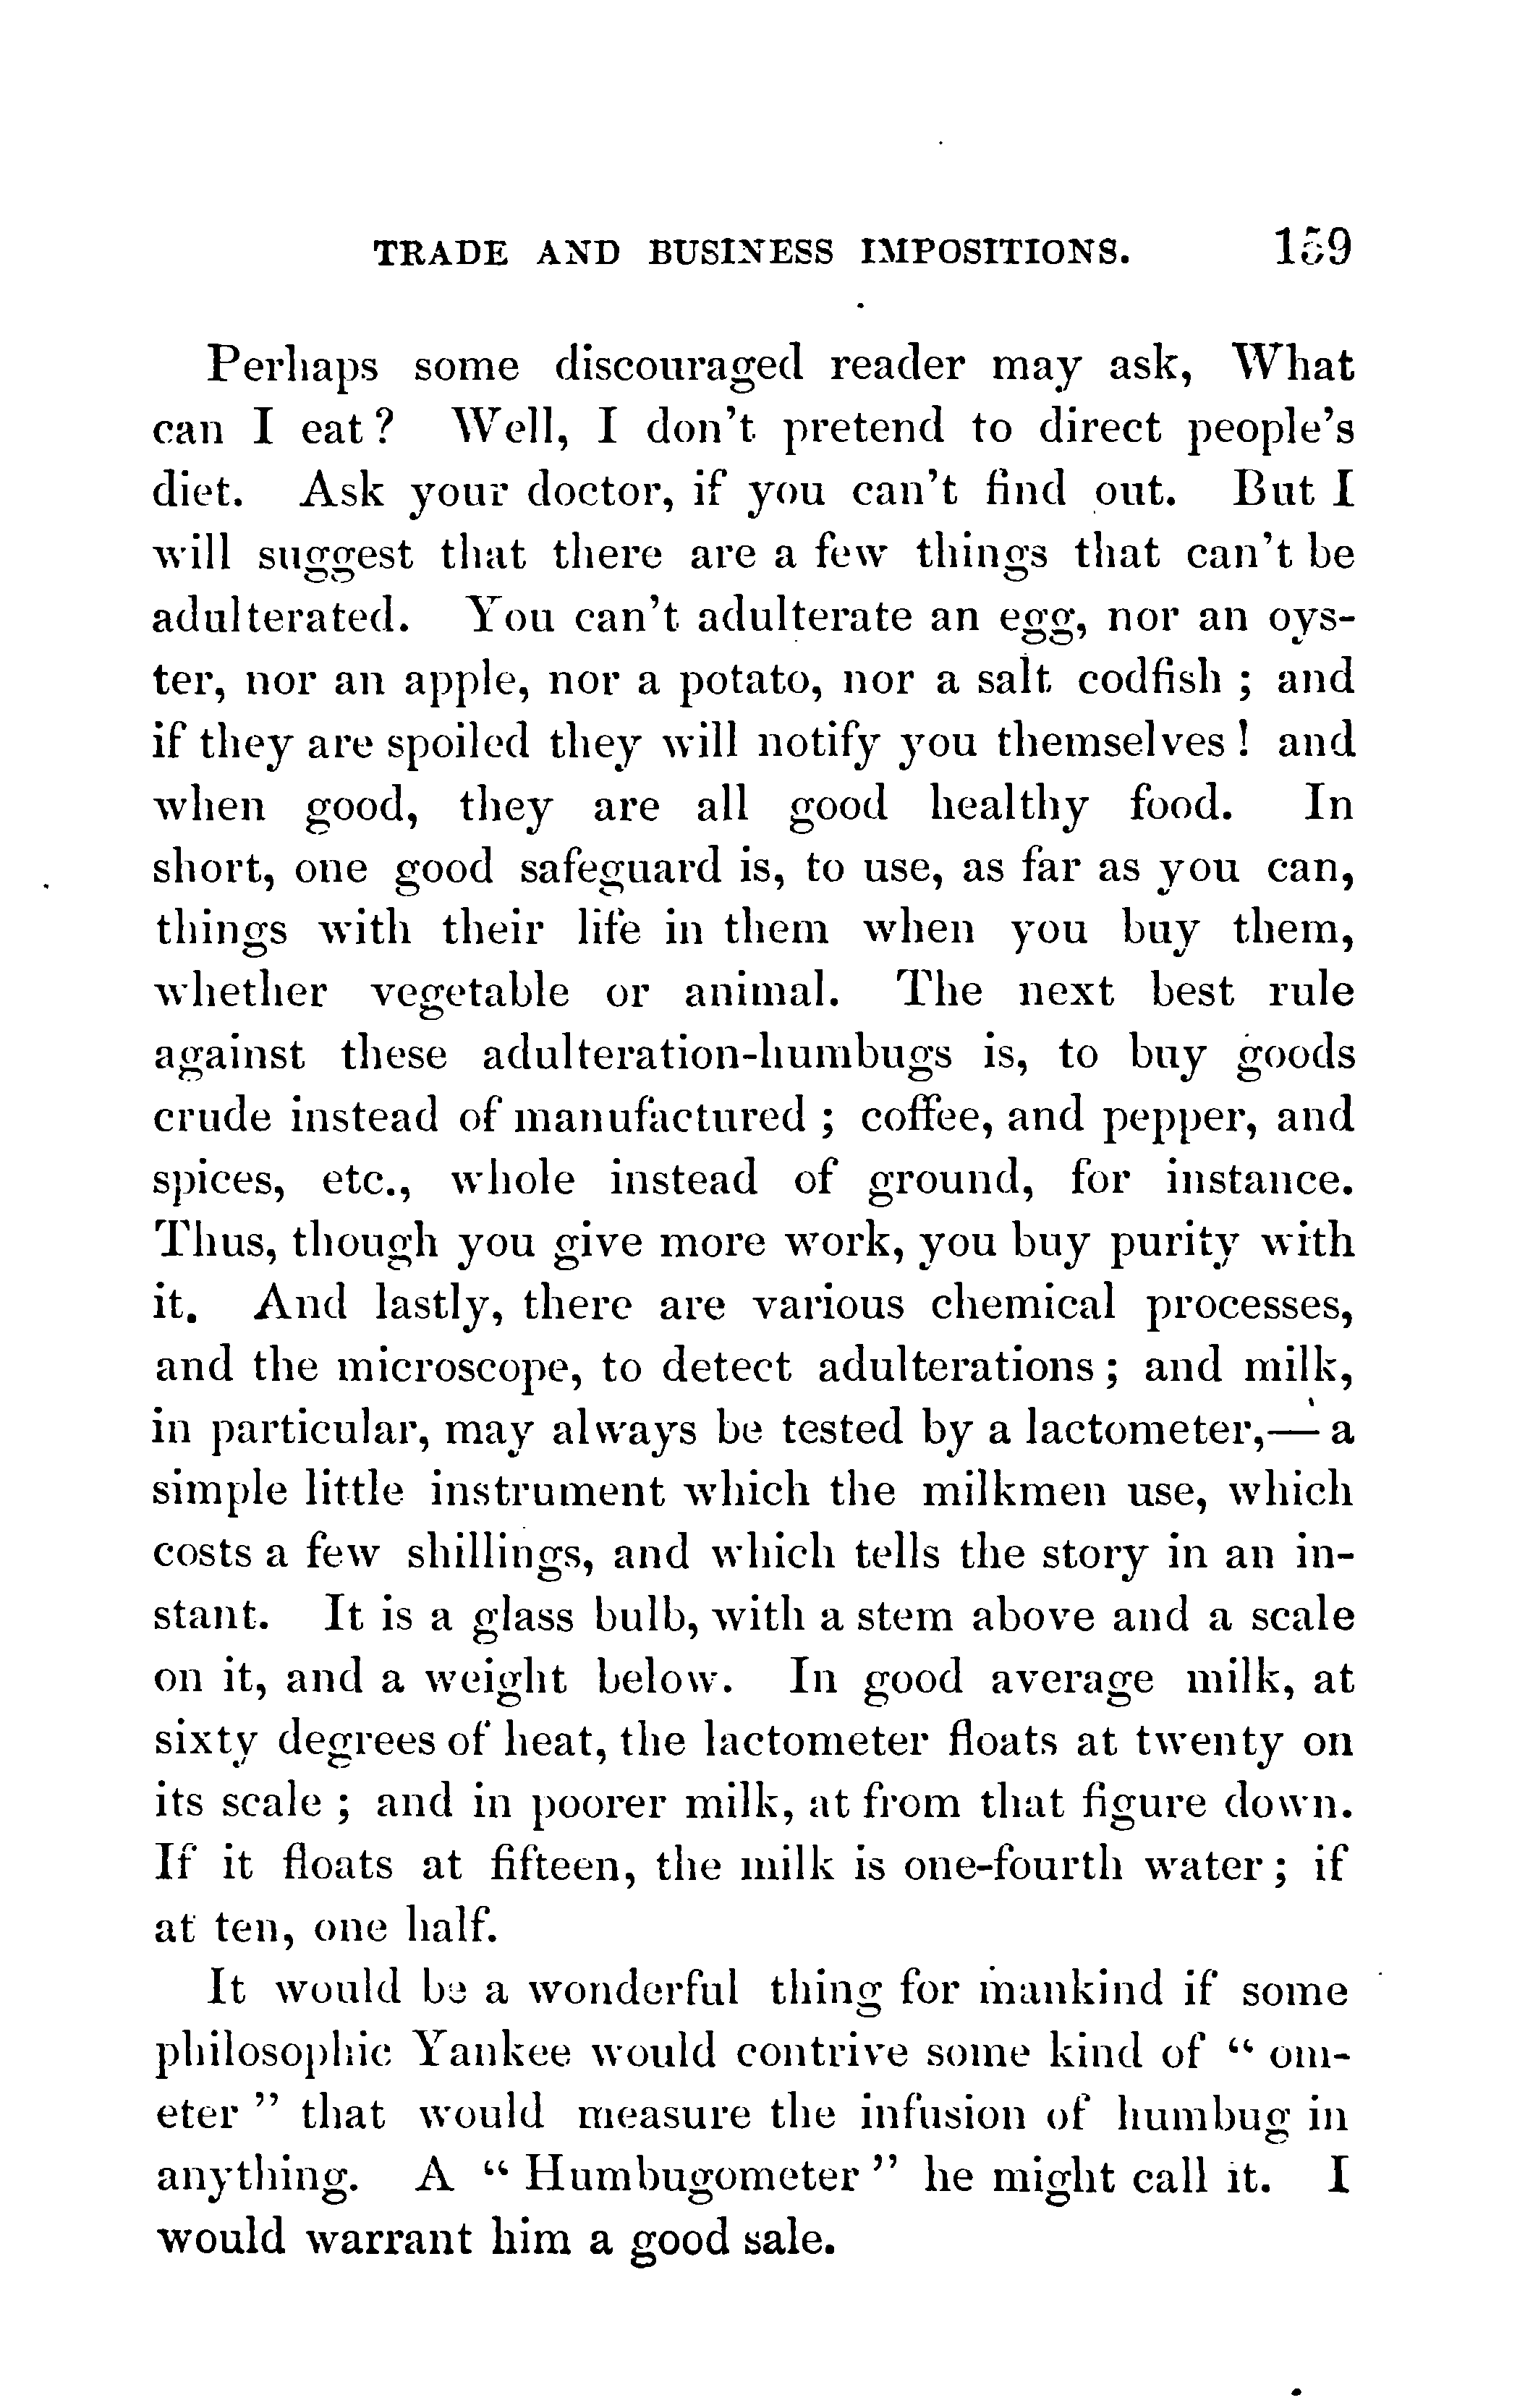 TRADE AND BUSINESS IMPOSITIONS. 159
Perhaps some discouraged reader may ask, What
can I eat? Well, I don't pretend to direct people's
diet. Ask your doctor, if you can't find out. But I
will suggest that there are a few things that can't be
adulterated. You can't adulterate an egg, nor an oys-
ter, nor an apple, nor a potato, nor a salt codfish ; and
if they are spoiled they will notify you themselves ! and
when good, they are all good healthy food. In
short, one good safeguard is, to use, as far as you can,
things with their life in them when you buy them,
whether vegetable or animal. The next best rule
against these adulteration-humbugs is, to buy goods
crude instead of manufactured ; coffee, and pepper, and
spices, etc., whole instead of ground, for instance.
Thus, though you give more work, you buy purity with
it. And lastly, there are various chemical processes,
and the microscope, to detect adulterations ; and milk,
in particular, may always be tested by a lactometer,— a
simple little instrument which the milkmen use, which
costs a few shillings, and which tells the story in an in-
stant. It is a glass bulb, with a stem above and a scale
on it, and a weight below. In good average milk, at
sixty degrees of heat, the lactometer floats at twenty on
its scale ; and in poorer milk, at from that figure down.
If it floats at fifteen, the milk is one-fourth water ; if
at ten, one half.
It would be a wonderful thing for mankind if some
philosophic Yankee would contrive some kind of “ om-
eter ” that would measure the infusion of humbug in
anything. A “ Humbugometer ” he might call it. I
would warrant him a good sale.